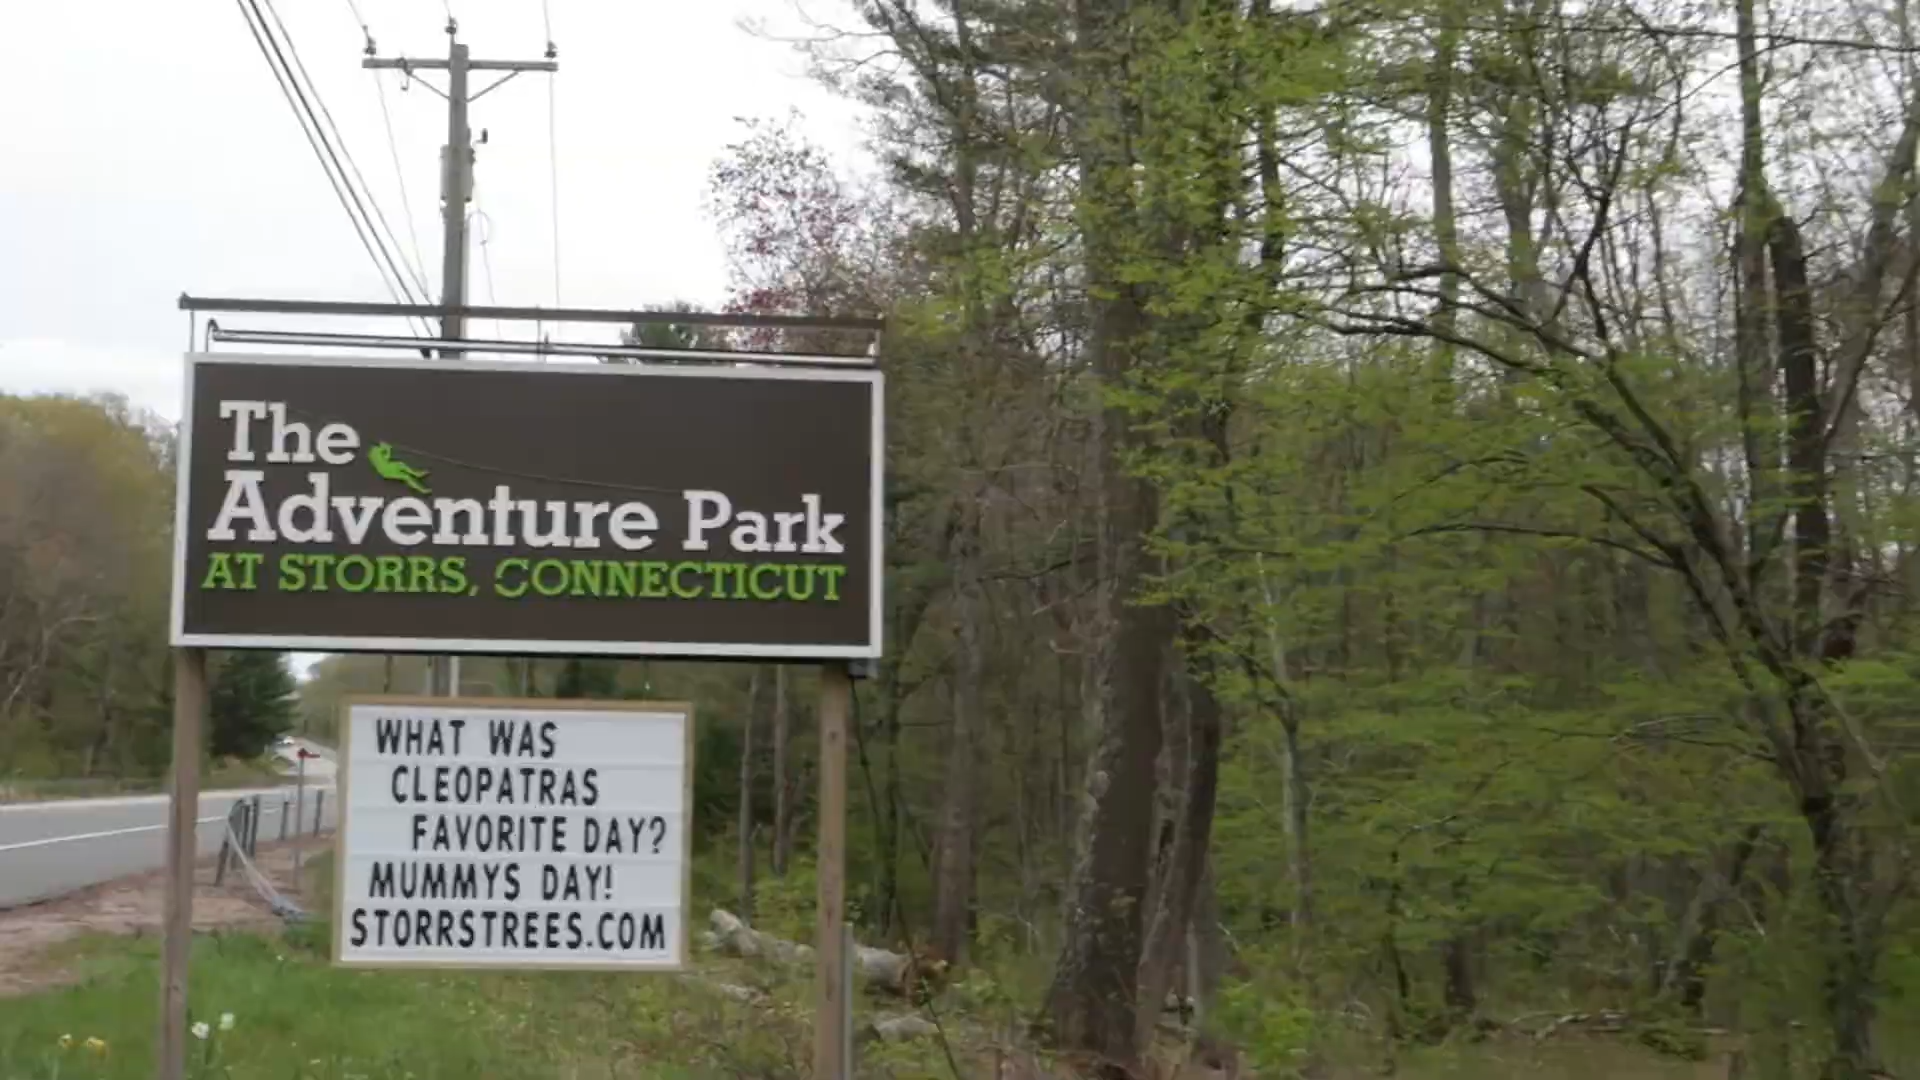 The
Adventure Park
AT STORRS, CONNECTICUT
WHAT WAS
CLEOPATRAS
FAVORITE DAY?
MUMMYS DAY!
STORRSTREES.COM